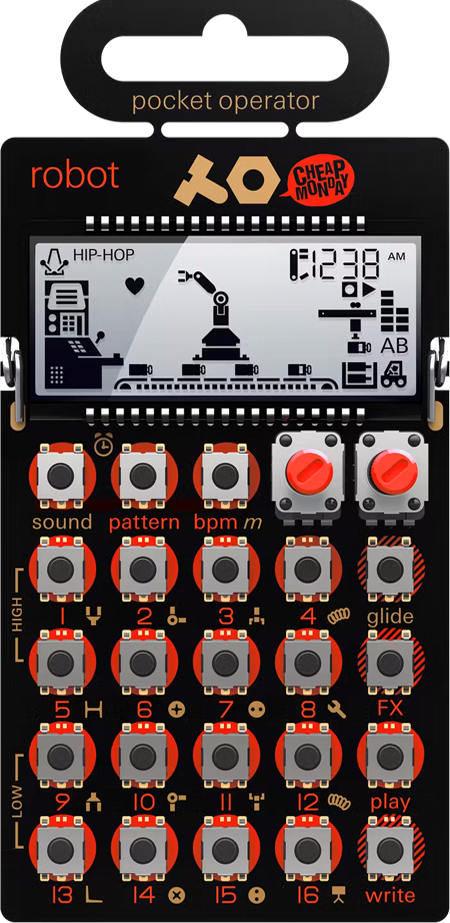 pocket operator
robot
CHEAP
MONDAY
HIP-HOP
1238 AM
AB
sound pattern bpm m
HIGH
1 2 3 4 glide
5 6 7 8 FX
LOW
9 10 11 12 play
13 14 15 16 write